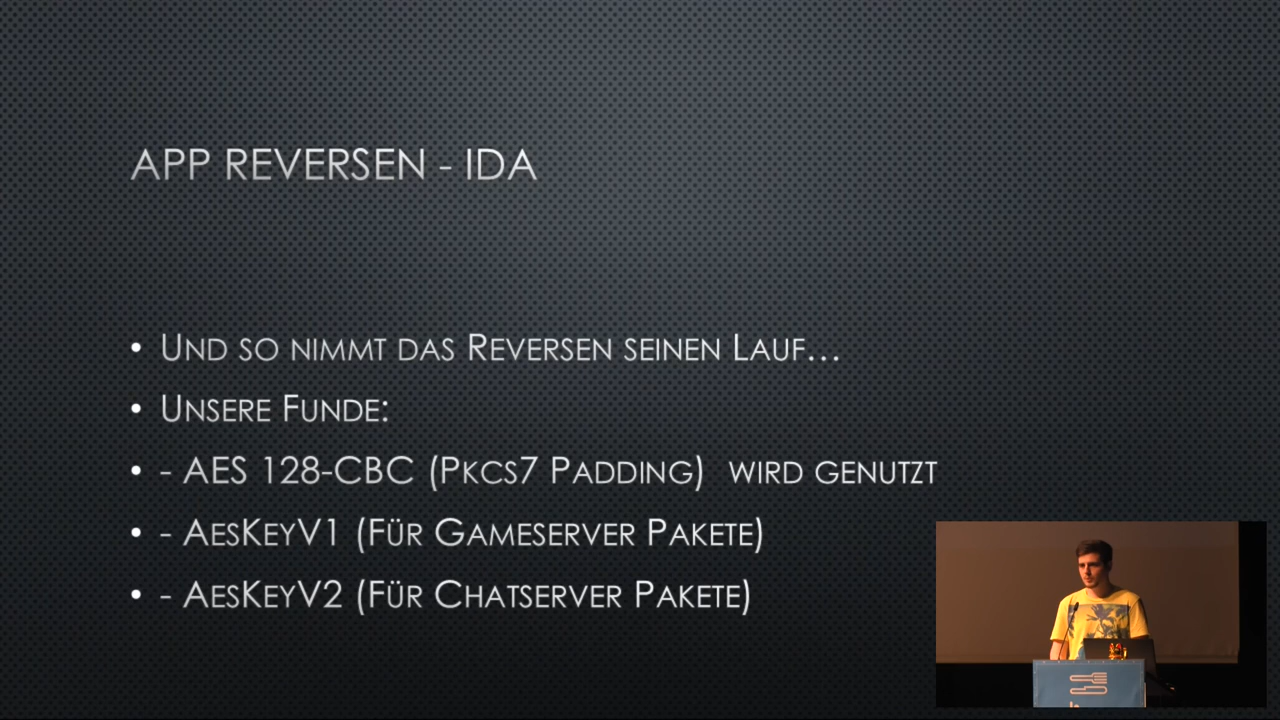 APP REVERSEN - IDA
• UND SO NIMMT DAS REVERSEN SEINEN LAUF...
• UNSERE FUNDE:
• - AES 128-CBC (PKCS7 PADDING) WIRD GENUTZT
• - AESKEYV1 (FÜR GAMESERVER PAKETE)
• - AESKEYV2 (FÜR CHATSERVER PAKETE)